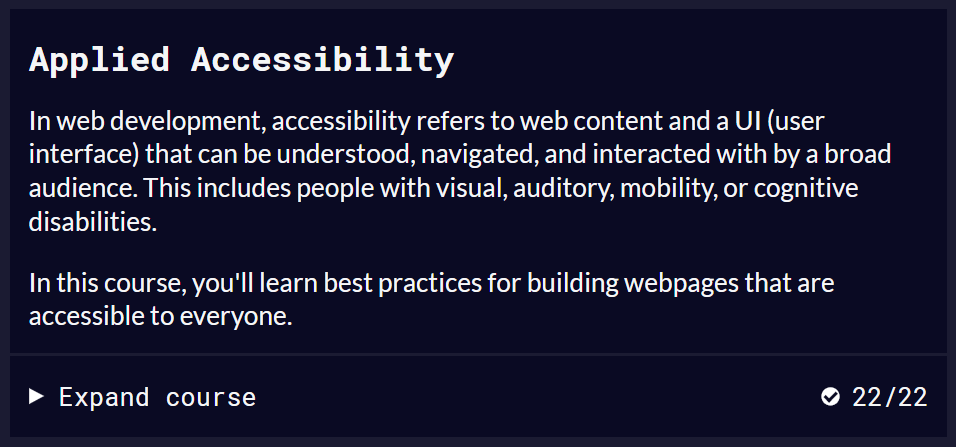 Applied Accessibility
In web development, accessibility refers to web content and a UI (user
interface) that can be understood, navigated, and interacted with by a broad
audience. This includes people with visual, auditory, mobility, or cognitive
disabilities.
In this course, you'll learn best practices for building webpages that are
accessible to everyone.
Expand course 22/22